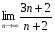 lim n→∞ (3n + 2)/(n + 2)